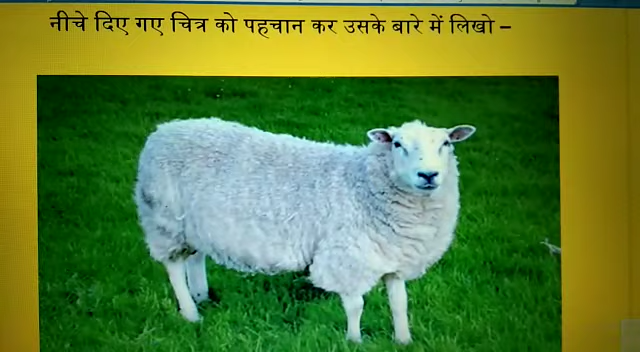 नीचे दिए गए चित्र को पहचान कर उसके बारे में लिखो –